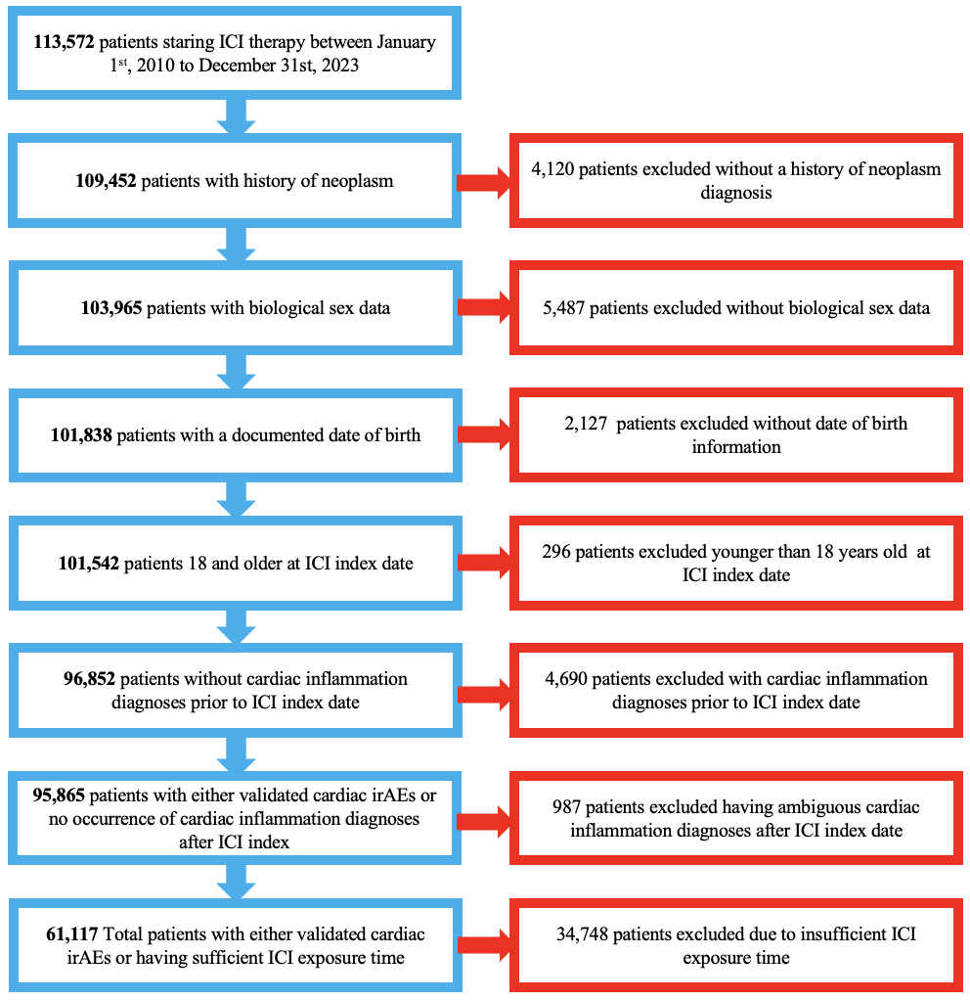 113,572 patients staring ICI therapy between January
1st, 2010 to December 31st, 2023
109,452 patients with history of neoplasm
4,120 patients excluded without a history of neoplasm
diagnosis
103,965 patients with biological sex data
5,487 patients excluded without biological sex data
101,838 patients with a documented date of birth
2,127 patients excluded without date of birth
information
101,542 patients 18 and older at ICI index date
296 patients excluded younger than 18 years old at
ICI index date
96,852 patients without cardiac inflammation
diagnoses prior to ICI index date
4,690 patients excluded with cardiac inflammation
diagnoses prior to ICI index date
95,865 patients with either validated cardiac irAEs or
no occurrence of cardiac inflammation diagnoses
after ICI index
987 patients excluded having ambiguous cardiac
inflammation diagnoses after ICI index date
61,117 Total patients with either validated cardiac
irAEs or having sufficient ICI exposure time
34,748 patients excluded due to insufficient ICI
exposure time